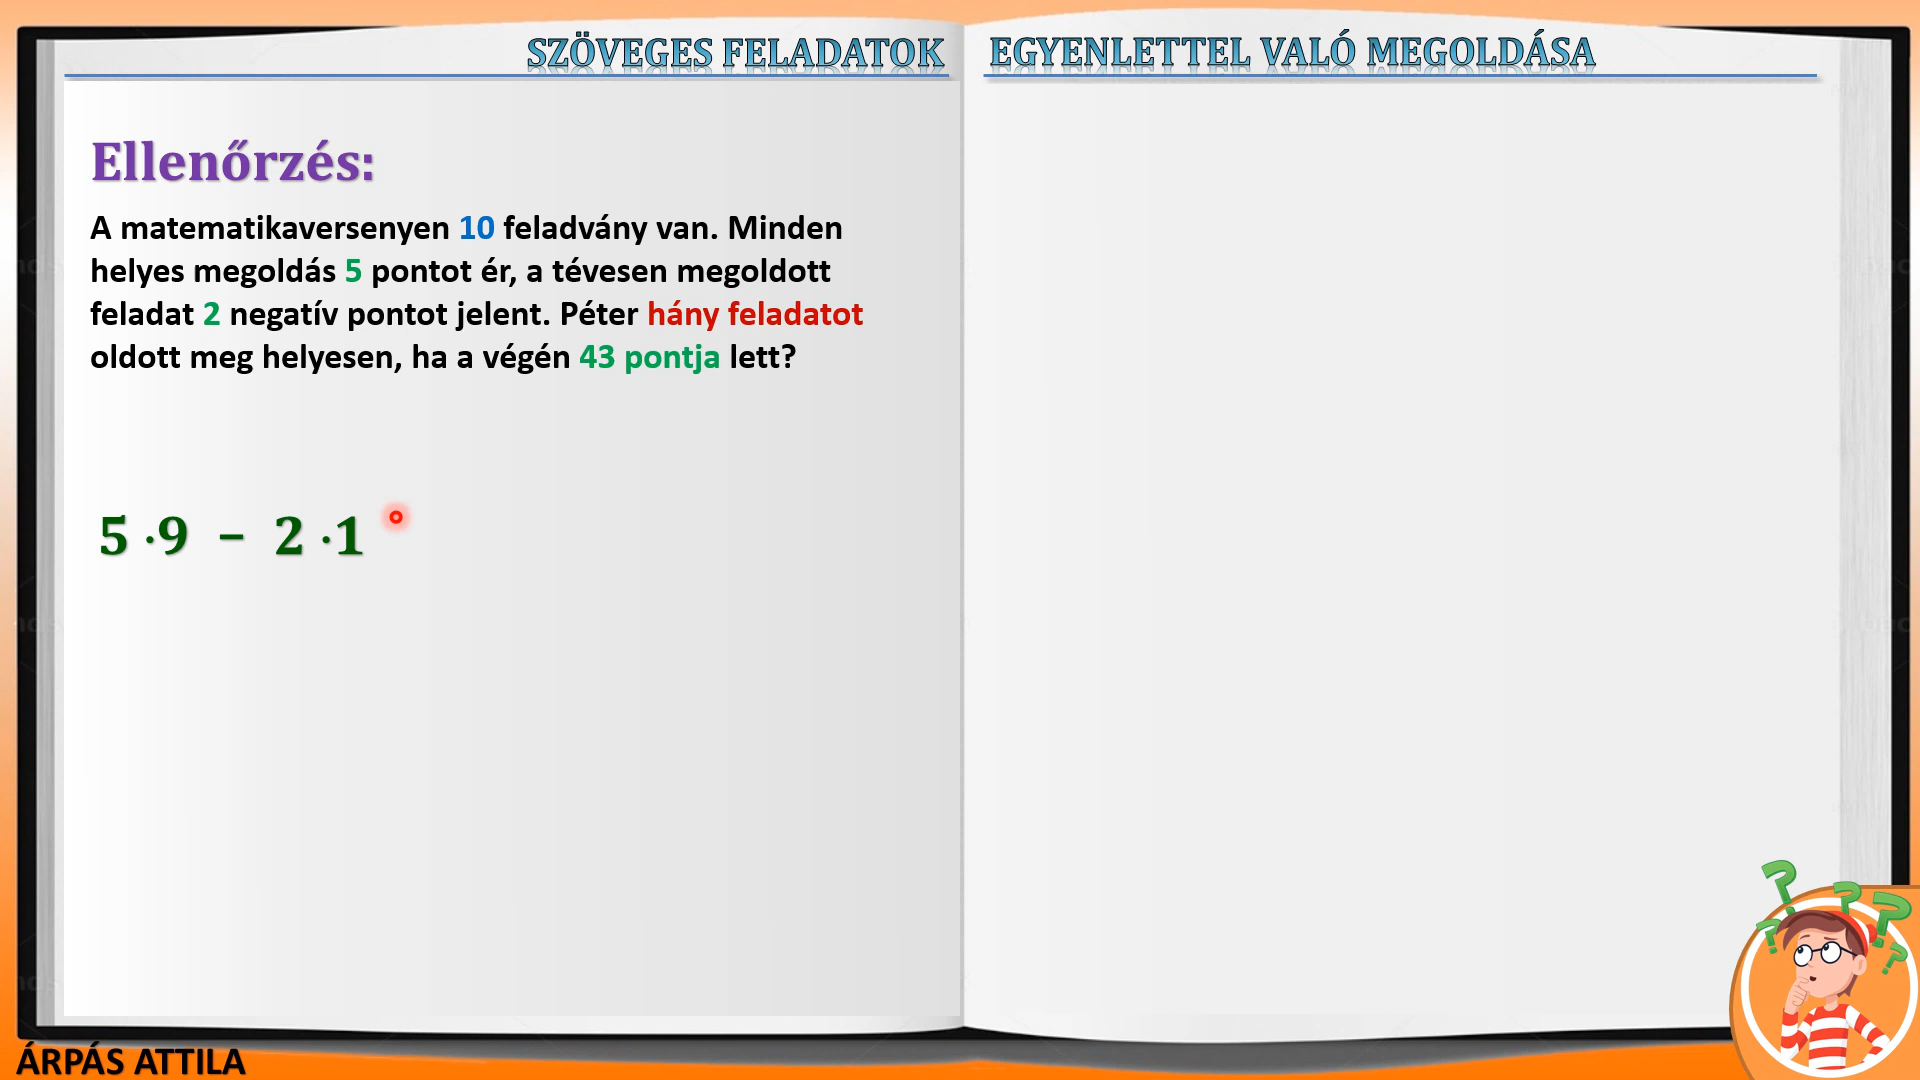 SZÖVEGES FELADATOK
EGYENLETTEL VALÓ MEGOLDÁSA
Ellenőrzés:
A matematikaversenyen 10 feladvány van. Minden
helyes megoldás 5 pontot ér, a tévesen megoldott
feladat 2 negatív pontot jelent. Péter hány feladatot
oldott meg helyesen, ha a végén 43 pontja lett?
5 ·9 – 2 ·1
ÁRPÁS ATTILA